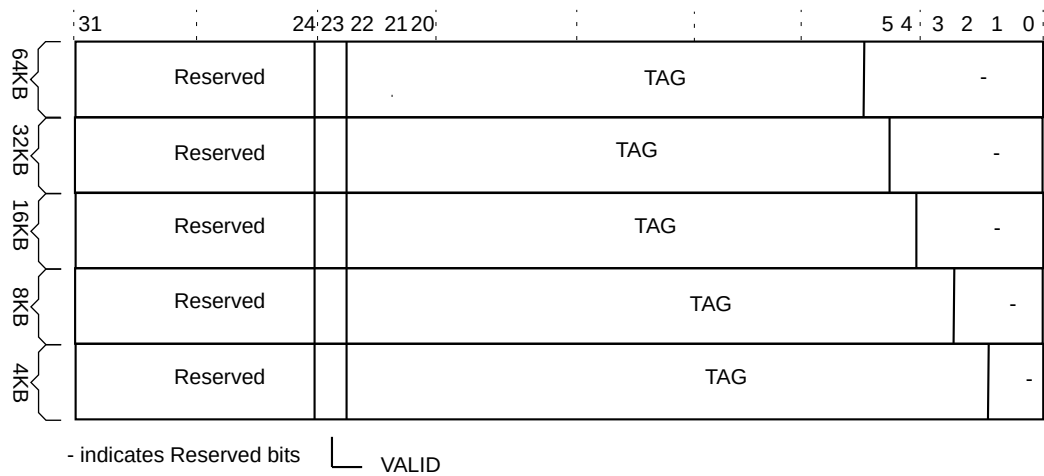 31 24 23 22 21 20 5 4 3 2 1 0
64KB Reserved TAG -
32KB Reserved TAG -
16KB Reserved TAG -
8KB Reserved TAG -
4KB Reserved TAG -
- indicates Reserved bits VALID